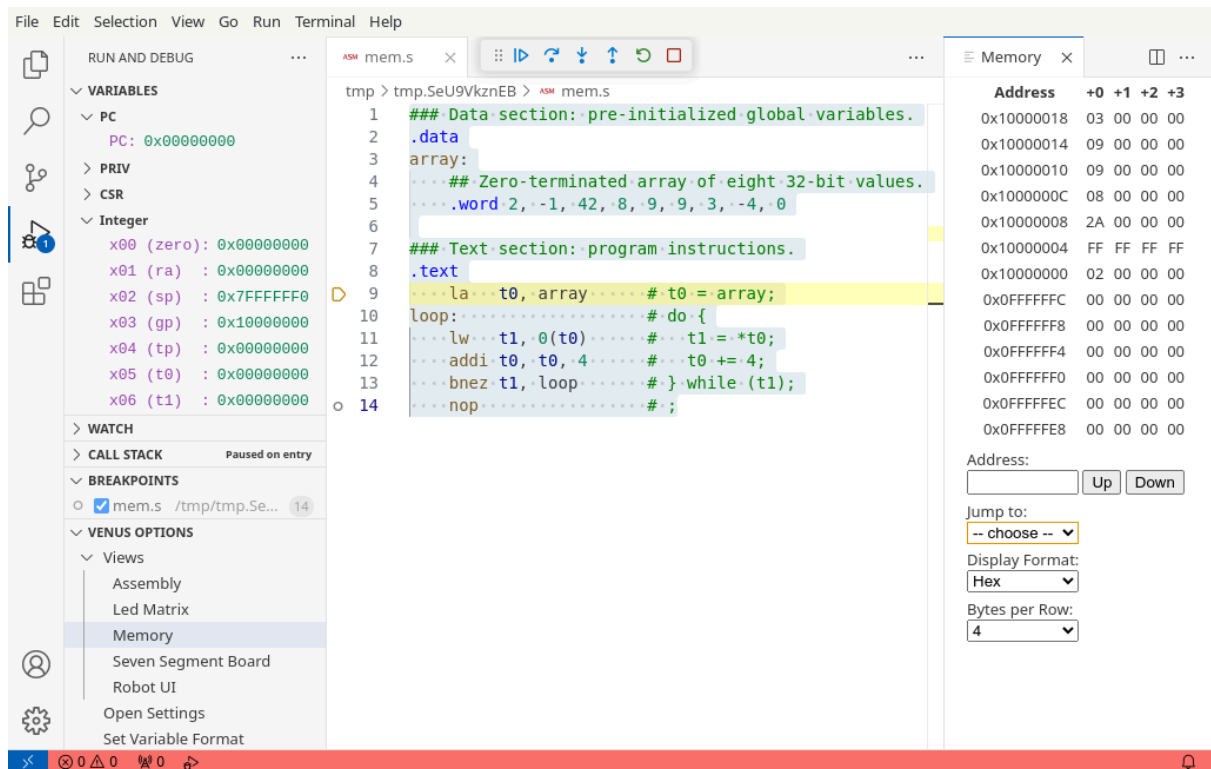 File Edit Selection View Go Run Terminal Help
RUN AND DEBUG
VARIABLES
PC
PC: 0x00000000
PRIV
CSR
Integer
x00 (zero): 0x00000000
x01 (ra) : 0x00000000
x02 (sp) : 0x7FFFFFF0
x03 (gp) : 0x10000000
x04 (tp) : 0x00000000
x05 (t0) : 0x00000000
x06 (t1) : 0x00000000
WATCH
CALL STACK Paused on entry
BREAKPOINTS
mem.s /tmp/tmp.Se... 14
VENUS OPTIONS
Views
Assembly
Led Matrix
Memory
Seven Segment Board
Robot UI
Open Settings
Set Variable Format
ASM mem.s
tmp > tmp.SeU9VkznEB > ASM mem.s
1 ### Data section: pre-initialized global variables.
2 .data
3 array:
4 ## Zero-terminated array of eight 32-bit values.
5 .word 2, -1, 42, 8, 9, 9, 3, -4, 0
6
7 ### Text section: program instructions.
8 .text
9 la t0, array # t0 = array;
10 loop: # do {
11 lw t1, 0(t0) # t1 = *t0;
12 addi t0, t0, 4 # t0 += 4;
13 bnez t1, loop # } while (t1);
14 nop # ;
Memory
Address +0 +1 +2 +3
0x10000018 03 00 00 00
0x10000014 09 00 00 00
0x10000010 09 00 00 00
0x1000000C 08 00 00 00
0x10000008 2A 00 00 00
0x10000004 FF FF FF FF
0x10000000 02 00 00 00
0x0FFFFFFC 00 00 00 00
0x0FFFFFF8 00 00 00 00
0x0FFFFFF4 00 00 00 00
0x0FFFFFF0 00 00 00 00
0x0FFFFFEC 00 00 00 00
0x0FFFFFE8 00 00 00 00
Address:
Up Down
Jump to:
-- choose --
Display Format:
Hex
Bytes per Row:
4
1
0 0 0